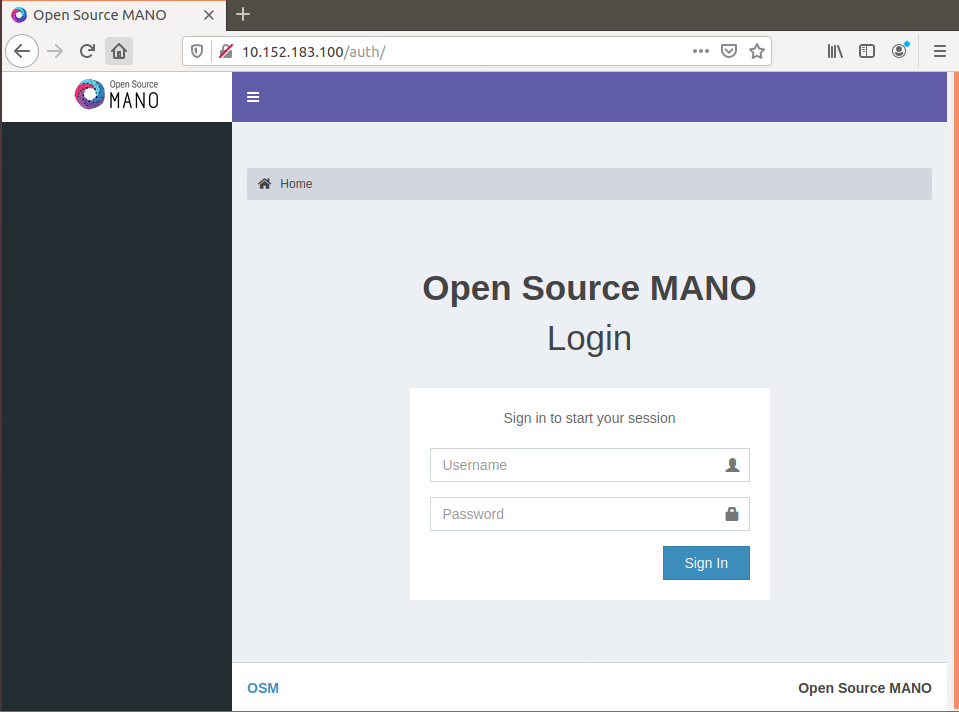 Open Source MANO
10.152.183.100/auth/
Open Source
MANO
Home
Open Source MANO
Login
Sign in to start your session
Username
Password
Sign In
OSM
Open Source MANO